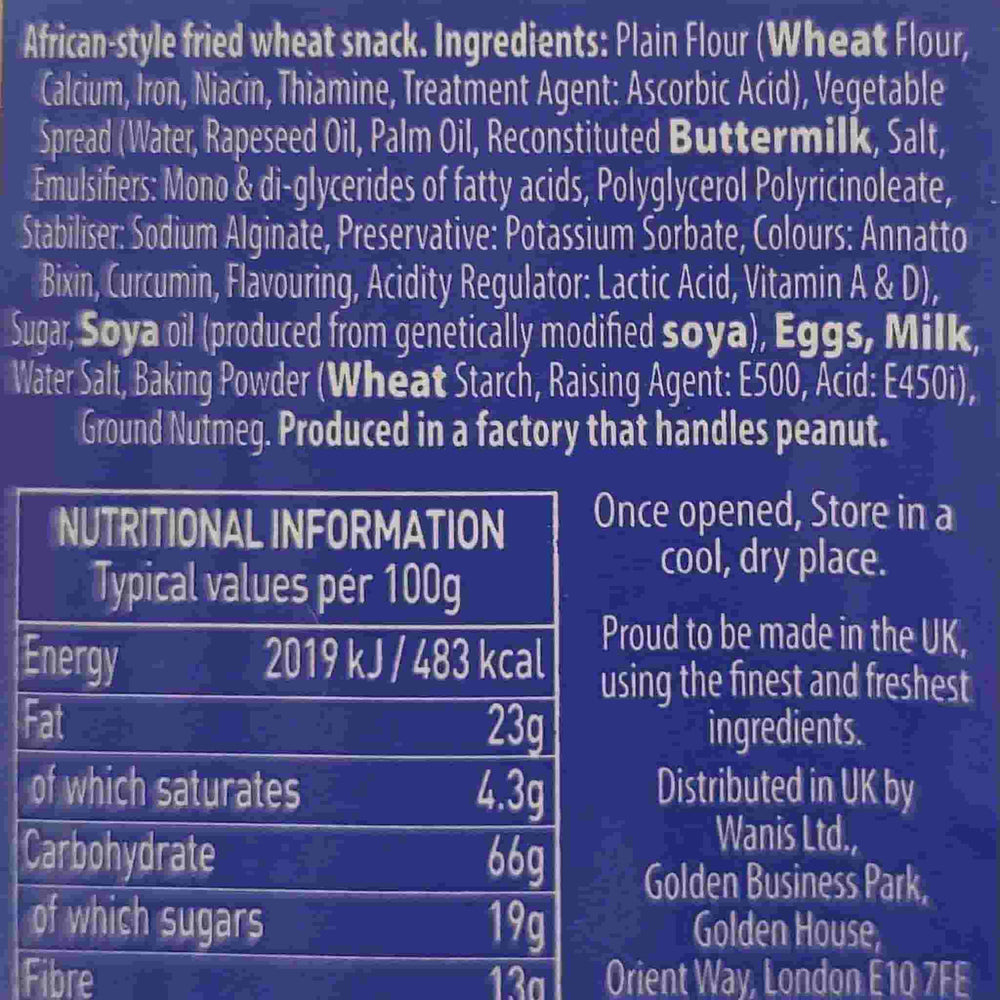 African-style fried wheat snack. Ingredients: Plain Flour (Wheat Flour,
Calcium, Iron, Niacin, Thiamine, Treatment Agent: Ascorbic Acid), Vegetable
Spread (Water, Rapeseed Oil, Palm Oil, Reconstituted Buttermilk, Salt,
Emulsifiers: Mono & di-glycerides of fatty acids, Polyglycerol Polyricinoleate,
Stabiliser: Sodium Alginate, Preservative: Potassium Sorbate, Colours: Annatto
Bixin, Curcumin, Flavouring, Acidity Regulator: Lactic Acid, Vitamin A & D),
Sugar, Soya oil (produced from genetically modified soya), Eggs, Milk,
Water Salt, Baking Powder (Wheat Starch, Raising Agent: E500, Acid: E450i),
Ground Nutmeg. Produced in a factory that handles peanut.
NUTRITIONAL INFORMATION
Typical values per 100g
Energy 2019 kJ / 483 kcal
Fat 23g
of which saturates 4.3g
Carbohydrate 66g
of which sugars 19g
Fibre 13g
Once opened, Store in a
cool, dry place.
Proud to be made in the UK,
using the finest and freshest
ingredients.
Distributed in UK by
Wanis Ltd.,
Golden Business Park,
Golden House,
Orient Way, London E10 7FE